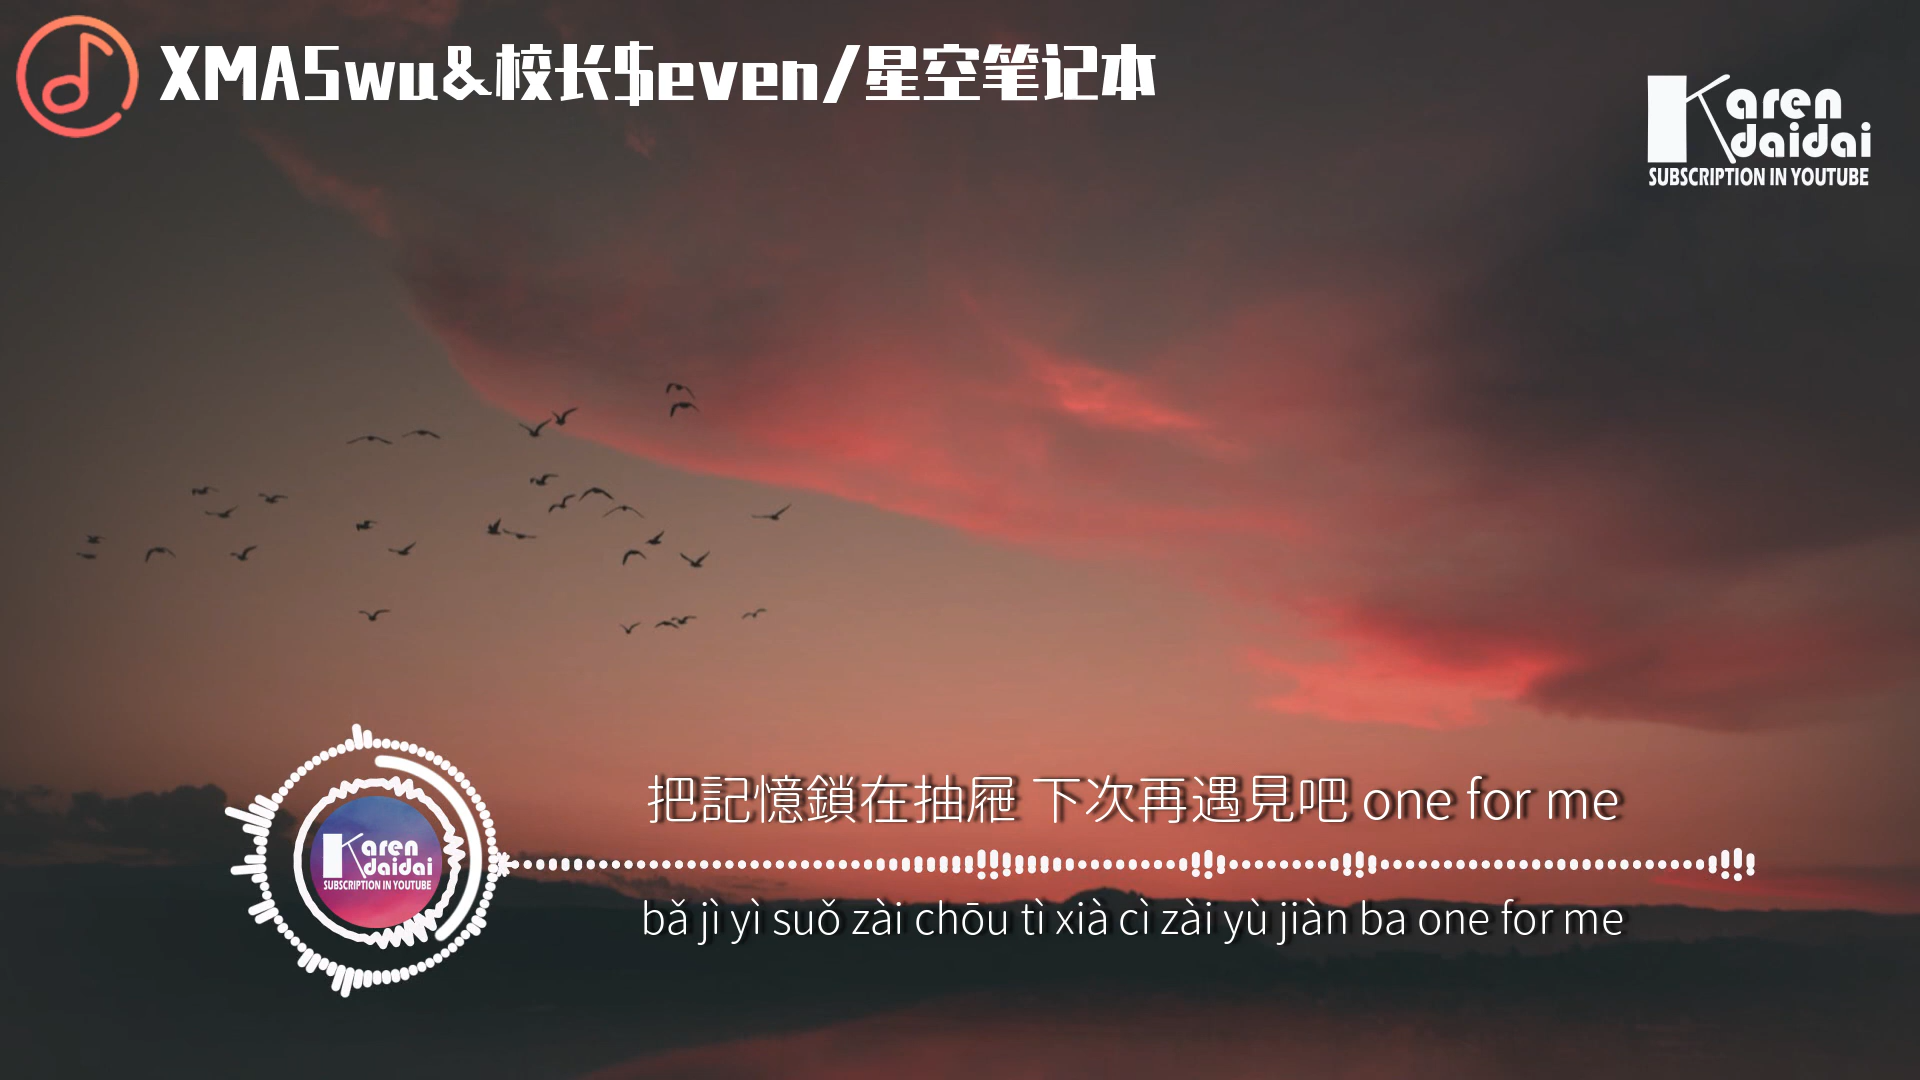 XMASwu&校长$even/星空笔记本
Karen
daidai
SUBSCRIPTION IN YOUTUBE
把記憶鎖在抽屜 下次再遇見吧 one for me
Karen
daidai
SUBSCRIPTION IN YOUTUBE
bǎ jì yì suǒ zài chōu tì xià cì zài yù jiàn ba one for me